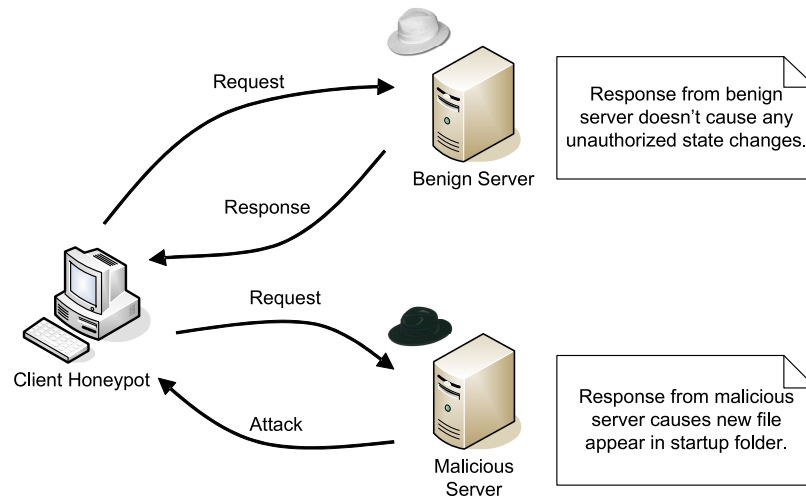 Request
Response from benign
server doesn't cause any
unauthorized state changes.
Benign Server
Response
Request
Client Honeypot
Attack
Response from malicious
server causes new file
appear in startup folder.
Malicious
Server